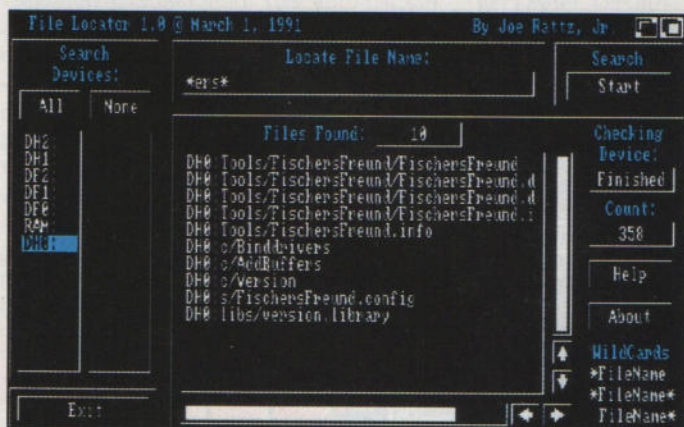 File Locator 1.0 @ March 1, 1991 By Joe Rattz, Jr.
Search
Devices:
All None
DH2:
DH1:
DF2:
DF1:
DF0:
RAM:
DH0:
Exit
Locate File Name:
*ers*
Files Found: 10
DH0:Tools/FischersFreund/FischersFreund
DH0:Tools/FischersFreund/FischersFreund.d
DH0:Tools/FischersFreund/FischersFreund.d
DH0:Tools/FischersFreund/FischersFreund.i
DH0:Tools/FischersFreund.info
DH0:c/Binddrivers
DH0:c/AddBuffers
DH0:c/Version
DH0:s/FischersFreund.config
DH0:libs/version.library
Search
Start
Checking
Device:
Finished
Count:
358
Help
About
WildCards
*FileName
*FileName*
FileName*